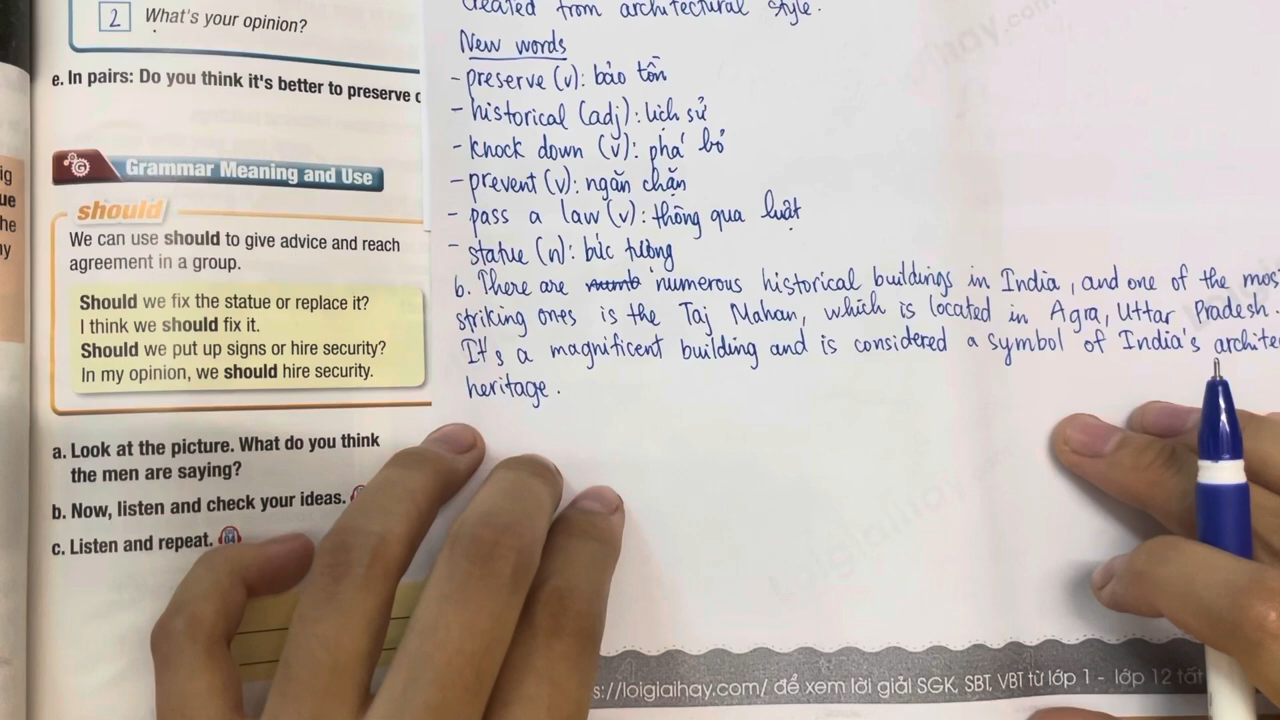 2 What's your opinion?
e. In pairs: Do you think it's better to preserve
Grammar Meaning and Use
should
We can use should to give advice and reach
agreement in a group.
Should we fix the statue or replace it?
I think we should fix it.
Should we put up signs or hire security?
In my opinion, we should hire security.
a. Look at the picture. What do you think
the men are saying?
b. Now, listen and check your ideas.
c. Listen and repeat.
created from architectural style.
New words
- preserve (v): bảo tồn
- historical (adj): lịch sử
- knock down (v): phá bỏ
- prevent (v): ngăn chặn
- pass a law (v): thông qua luật
- statue (n): bức tường
6. There are numb numerous historical buildings in India, and one of the mos
striking ones is the Taj Mahan, which is located in Agra, Uttar Pradesh.
It's a magnificent building and is considered a symbol of India's archite
heritage.
s://loigiaihay.com/ để xem lời giải SGK, SBT, VBT từ lớp 1 - lớp 12 tất